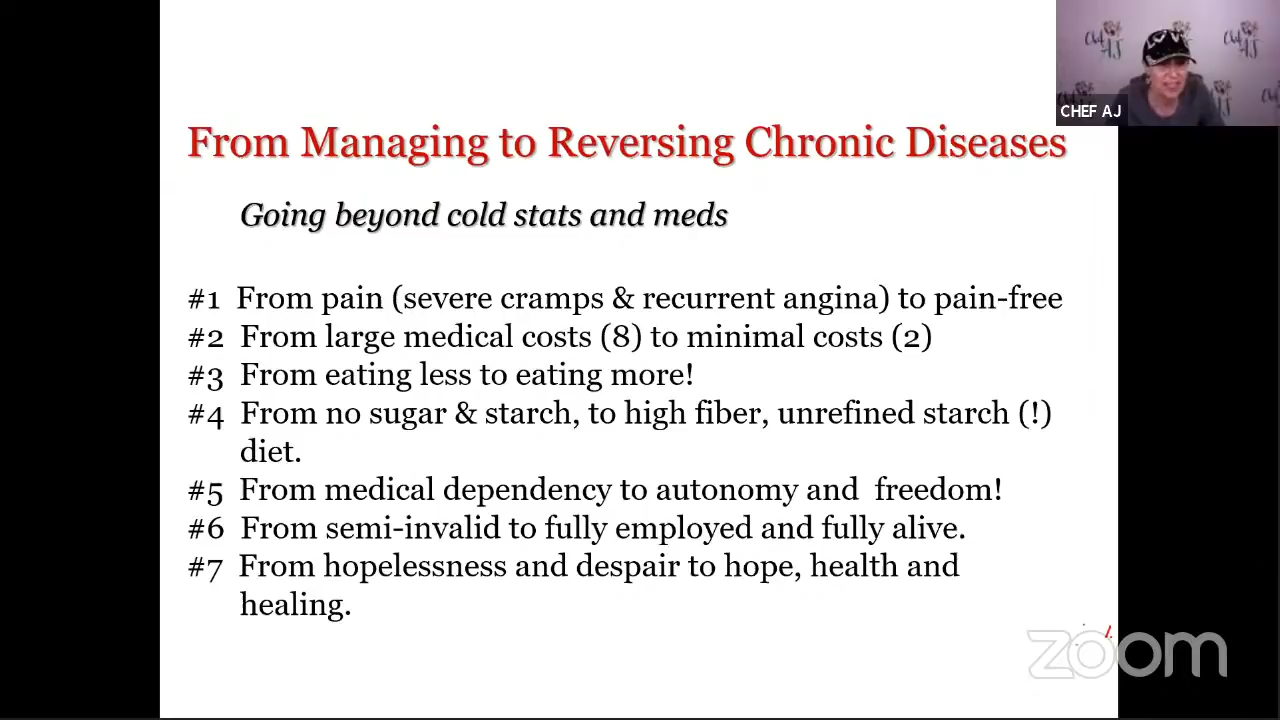 Chef AJ
Chef AJ
CHEF AJ
From Managing to Reversing Chronic Diseases
Going beyond cold stats and meds
#1 From pain (severe cramps & recurrent angina) to pain-free
#2 From large medical costs (8) to minimal costs (2)
#3 From eating less to eating more!
#4 From no sugar & starch, to high fiber, unrefined starch (!)
diet.
#5 From medical dependency to autonomy and freedom!
#6 From semi-invalid to fully employed and fully alive.
#7 From hopelessness and despair to hope, health and
healing.
zoom